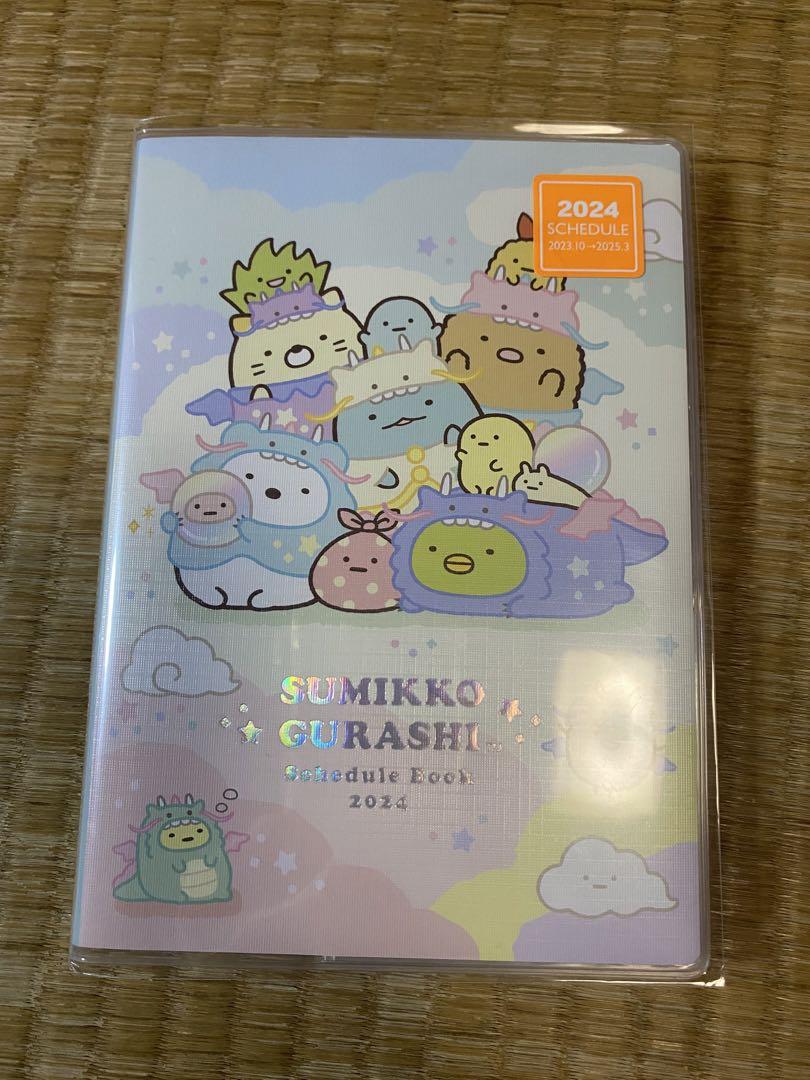 2024
SCHEDULE
2023.10→2025.3
SUMIKKO
GURASHI
Schedule Book
2024